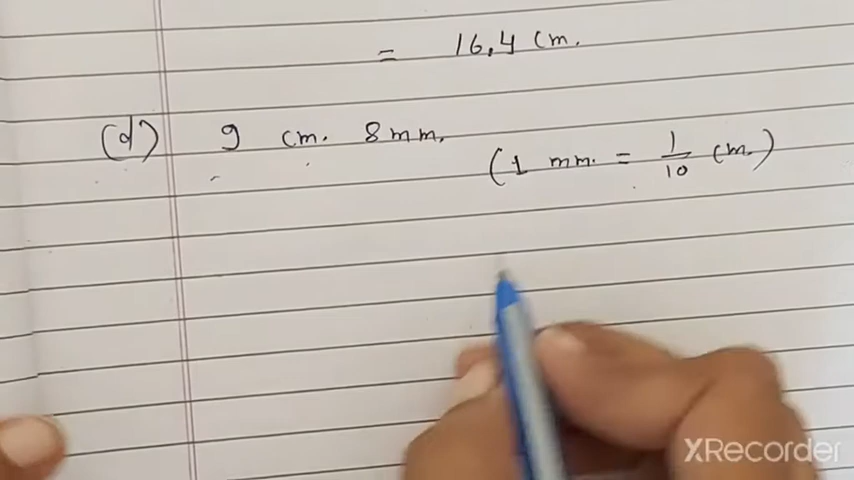 = 16.4 cm.
(d) 9 cm. 8 mm. (1 mm. = 1/10 cm.)
XRecorder